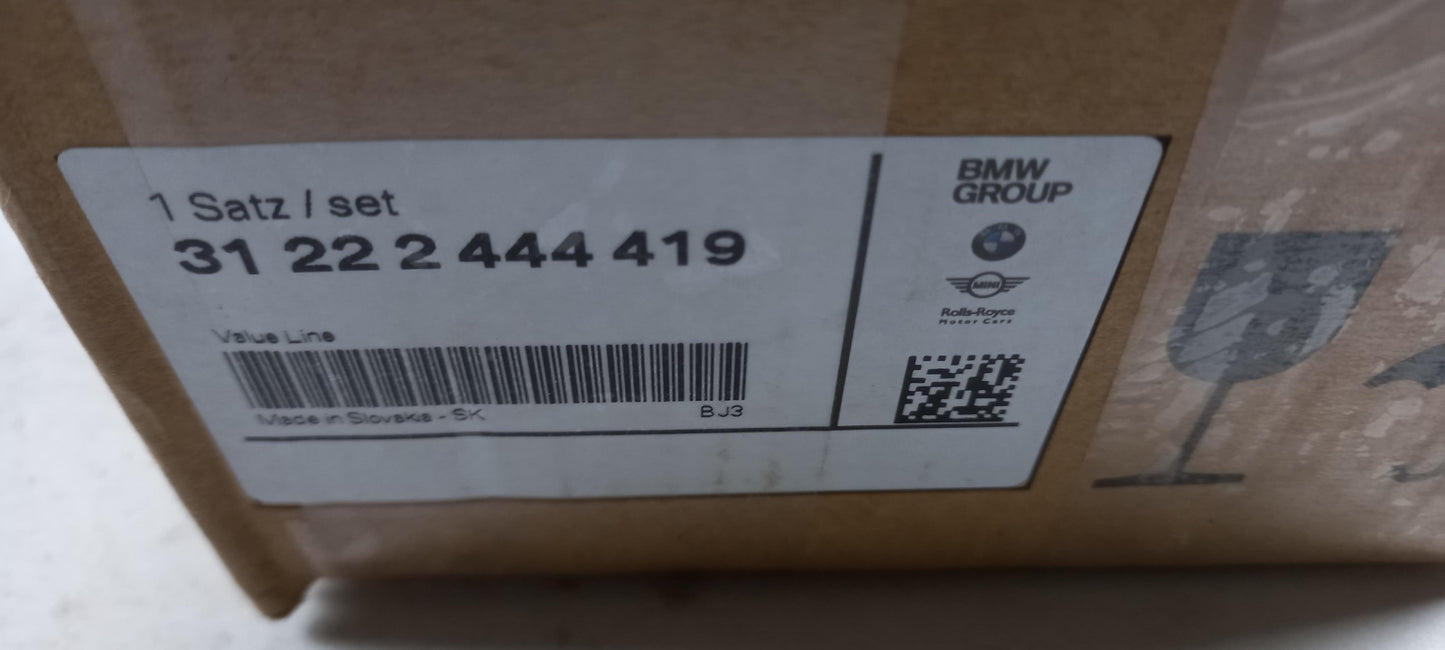 1 Satz / set
31 22 2 444 419
Value Line
Made in Slovakia - SK
BJ3
BMW
GROUP
MINI
Rolls-Royce
Motor Cars